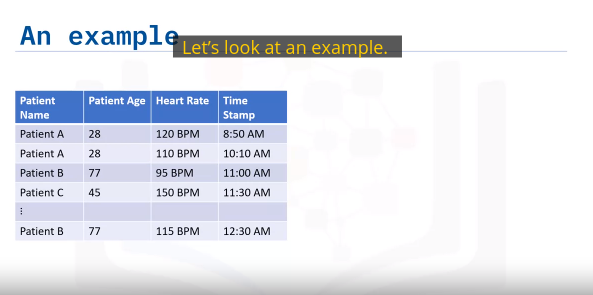 An example
Let's look at an example.
Patient Name Patient Age Heart Rate Time Stamp
Patient A 28 120 BPM 8:50 AM
Patient A 28 110 BPM 10:10 AM
Patient B 77 95 BPM 11:00 AM
Patient C 45 150 BPM 11:30 AM
⋮
Patient B 77 115 BPM 12:30 AM